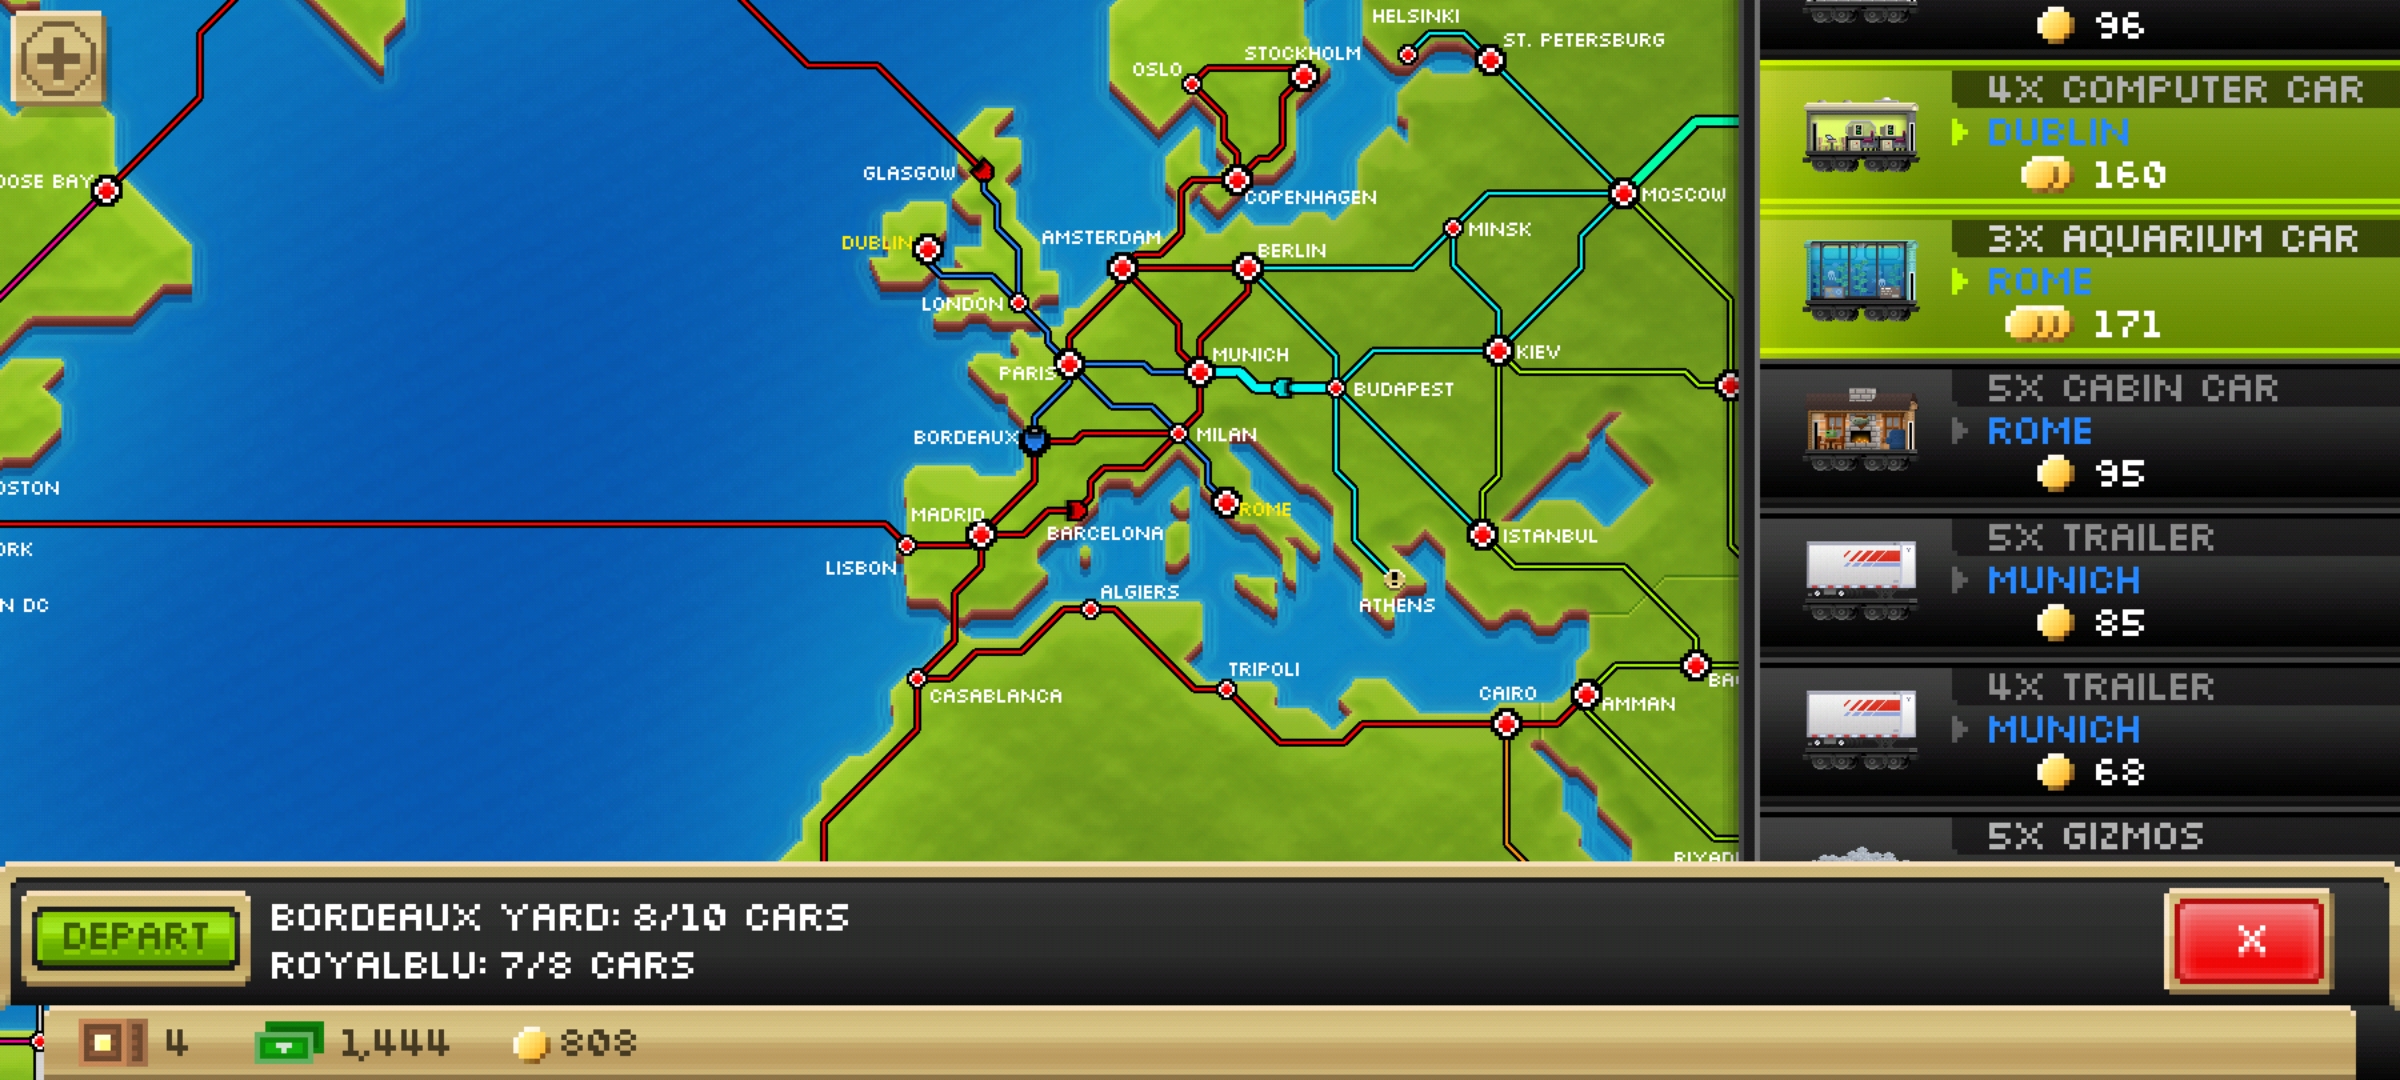 HELSINKI
ST. PETERSBURG
STOCKHOLM
OSLO
GLASGOW
OOSE BAY
COPENHAGEN
MOSCOW
MINSK
AMSTERDAM
BERLIN
DUBLIN
LONDON
MUNICH
KIEV
PARIS
BUDAPEST
BORDEAUX
MILAN
OSTON
MADRID
ROME
BARCELONA
ISTANBUL
ORK
LISBON
ALGIERS
ATHENS
N DC
TRIPOLI
CASABLANCA
CAIRO
AMMAN
BA
RIYAD
96
4X COMPUTER CAR
DUBLIN
160
3X AQUARIUM CAR
ROME
171
5X CABIN CAR
ROME
95
5X TRAILER
MUNICH
85
4X TRAILER
MUNICH
68
5X GIZMOS
DEPART
BORDEAUX YARD: 8/10 CARS
ROYALBLU: 7/8 CARS
X
4
1,444
808